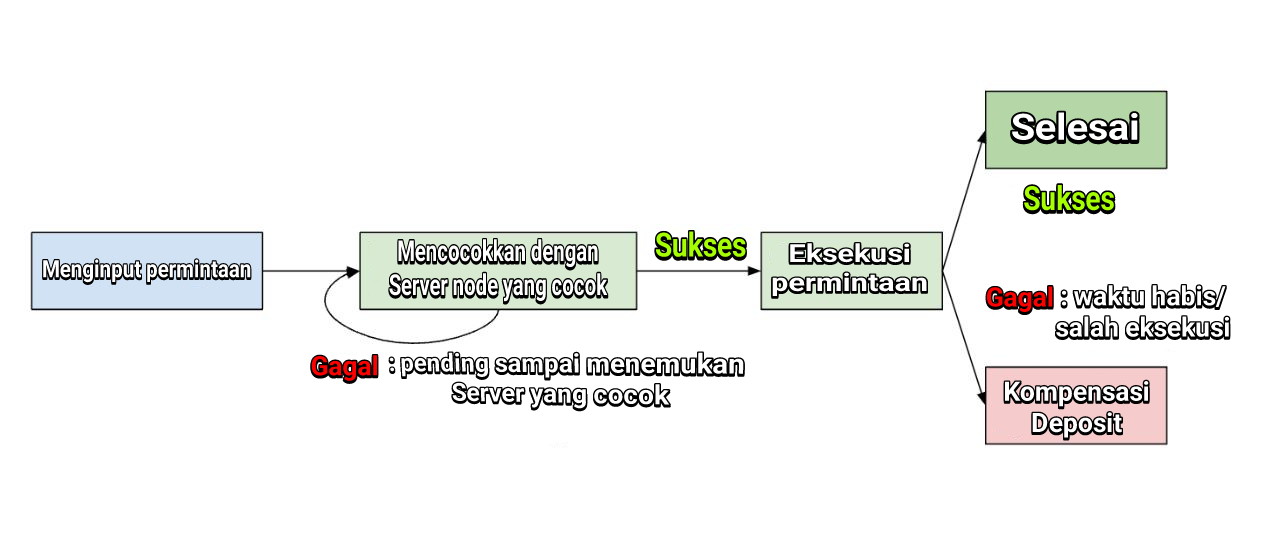 Menginput permintaan
Mencocokkan dengan
Server node yang cocok
Gagal : pending sampai menemukan
Server yang cocok
Sukses
Eksekusi
permintaan
Selesai
Sukses
Gagal : waktu habis/
salah eksekusi
Kompensasi
Deposit